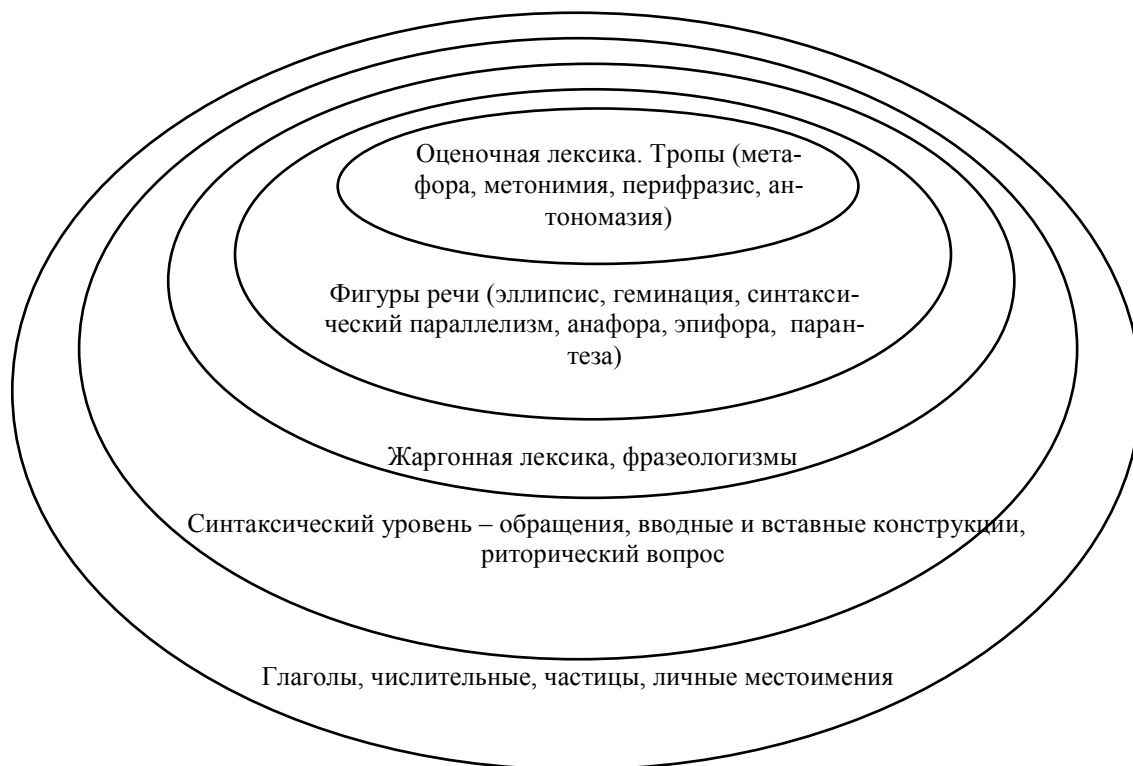 Оценочная лексика. Тропы (мета-
фора, метонимия, перифразис, ан-
тономазия)
Фигуры речи (эллипсис, геминация, синтакси-
ческий параллелизм, анафора, эпифора, паран-
теза)
Жаргонная лексика, фразеологизмы
Синтаксический уровень – обращения, вводные и вставные конструкции,
риторический вопрос
Глаголы, числительные, частицы, личные местоимения